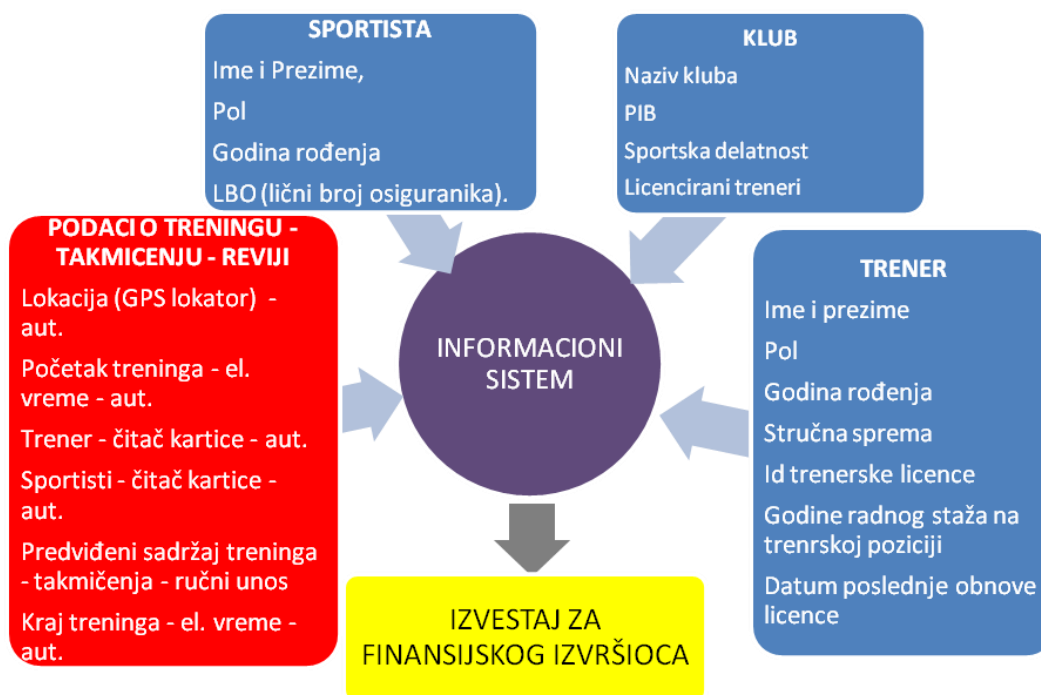 SPORTISTA
Ime i Prezime,
Pol
Godina rođenja
LBO (lični broj osiguranika).
KLUB
Naziv kluba
PIB
Sportska delatnost
Licencirani treneri
PODACI O TRENINGU -
TAKMICENJU - REVIJI
Lokacija (GPS lokator) -
aut.
Početak treninga - el.
vreme - aut.
Trener - čitač kartice - aut.
Sportisti - čitač kartice -
aut.
Predviđeni sadržaj treninga
- takmičenja - ručni unos
Kraj treninga - el. vreme -
aut.
INFORMACIONI
SISTEM
TRENER
Ime i prezime
Pol
Godina rođenja
Stručna sprema
Id trenerske licence
Godine radnog staža na
trenrskoj poziciji
Datum poslednje obnove
licence
IZVESTAJ ZA
FINANSIJSKOG IZVRŠIOCA